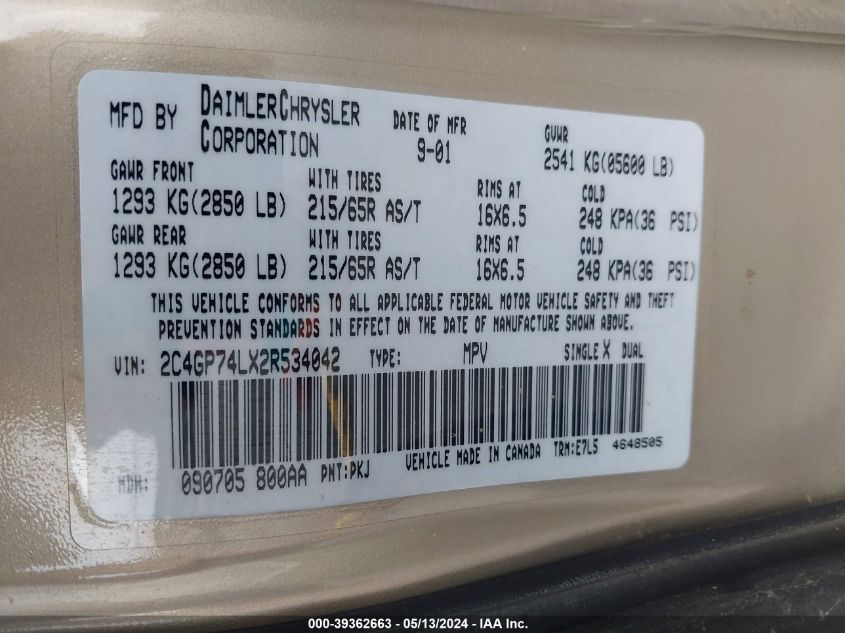 MFD BY DAIMLERCHRYSLER CORPORATION
DATE OF MFR 9-01
GVWR 2541 KG(05600 LB)
GAWR FRONT WITH TIRES RIMS AT COLD
1293 KG(2850 LB) 215/65R AS/T 16X6.5 248 KPA(36 PSI)
GAWR REAR WITH TIRES RIMS AT COLD
1293 KG(2850 LB) 215/65R AS/T 16X6.5 248 KPA(36 PSI)
THIS VEHICLE CONFORMS TO ALL APPLICABLE FEDERAL MOTOR VEHICLE SAFETY AND THEFT
PREVENTION STANDARDS IN EFFECT ON THE DATE OF MANUFACTURE SHOWN ABOVE.
VIN: 2C4GP74LX2R534042 TYPE: MPV SINGLE X DUAL
MDH: 090705 800AA PNT:PKJ VEHICLE MADE IN CANADA TRM:E7L5 4648505
000-39362663 / 05/13/2024 - IAA Inc.